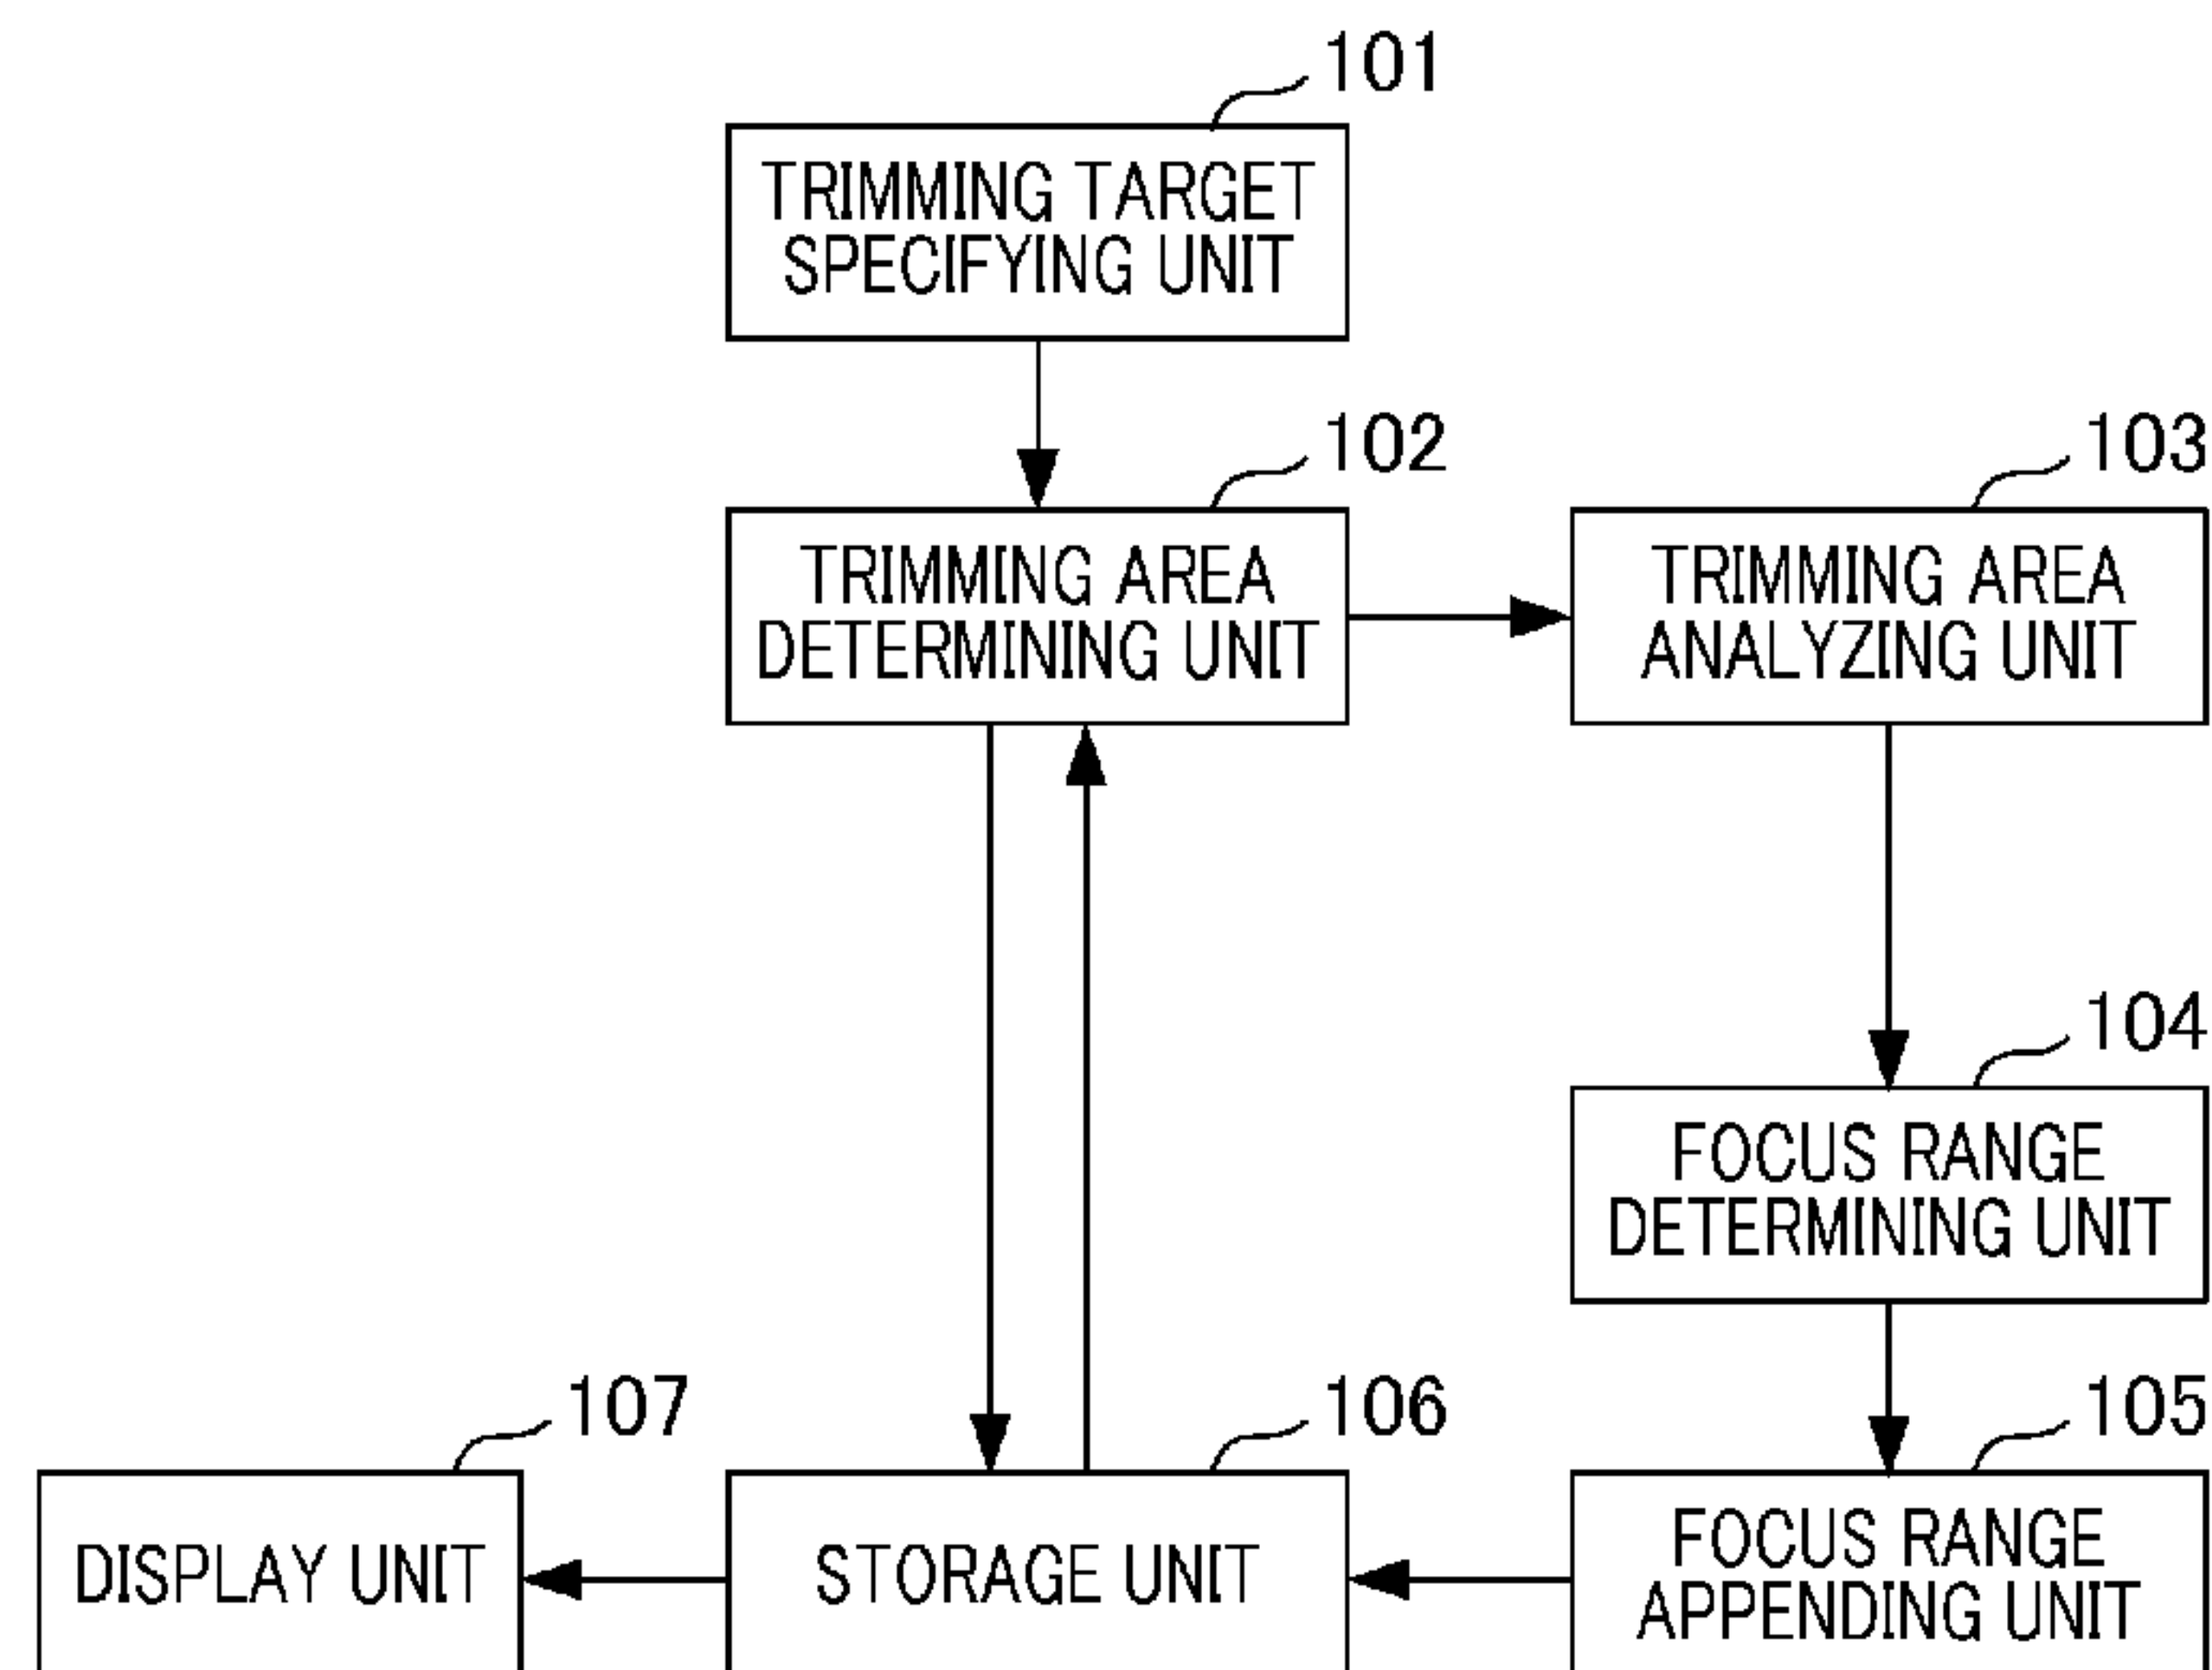 101
TRIMMING TARGET
SPECIFYING UNIT
102
TRIMMING AREA
DETERMINING UNIT
103
TRIMMING AREA
ANALYZING UNIT
104
FOCUS RANGE
DETERMINING UNIT
107
DISPLAY UNIT
106
STORAGE UNIT
105
FOCUS RANGE
APPENDING UNIT